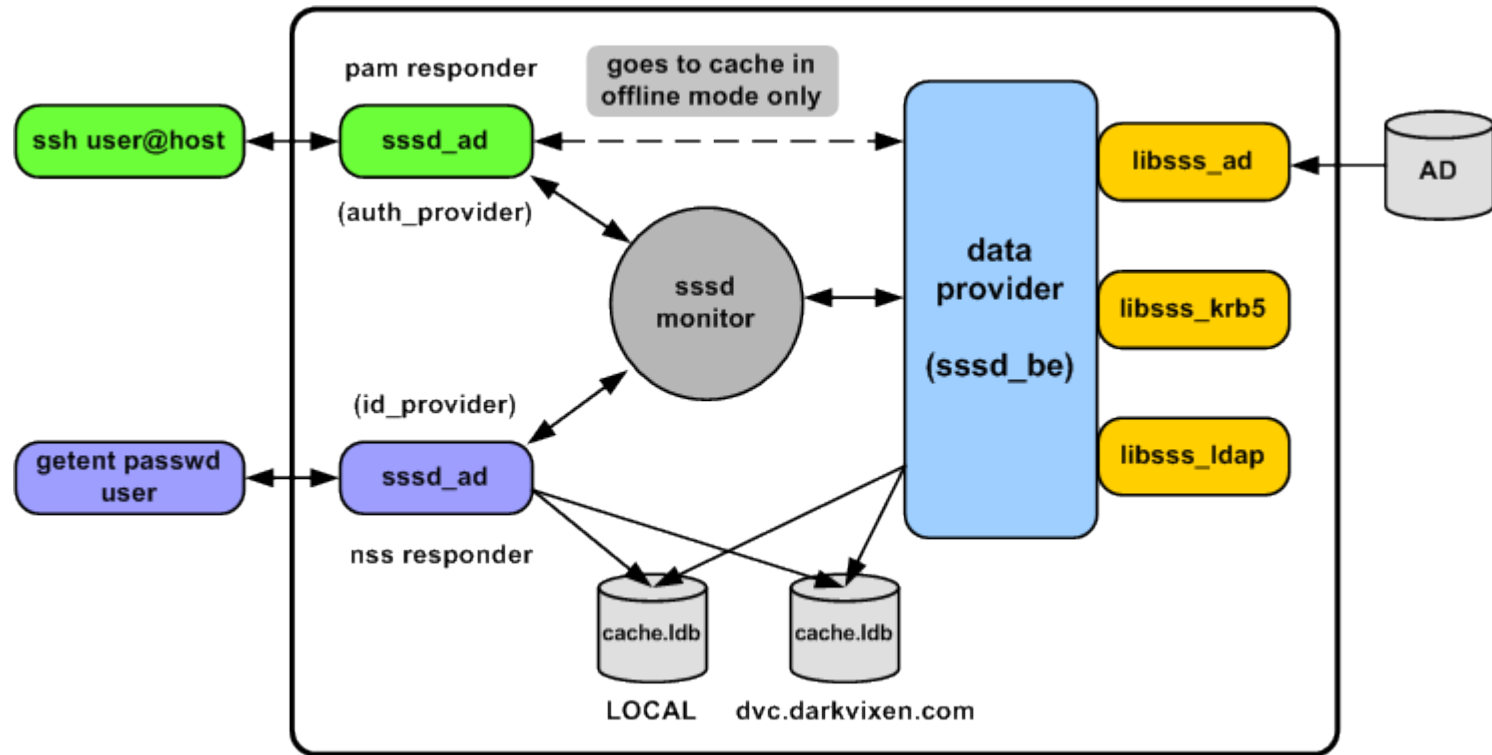 pam responder
goes to cache in
offline mode only
ssh user@host
sssd_ad
libsss_ad
AD
(auth_provider)
data
provider
(sssd_be)
sssd
monitor
libsss_krb5
(id_provider)
getent passwd
user
sssd_ad
libsss_ldap
nss responder
cache.ldb
cache.ldb
LOCAL
dvc.darkvixen.com